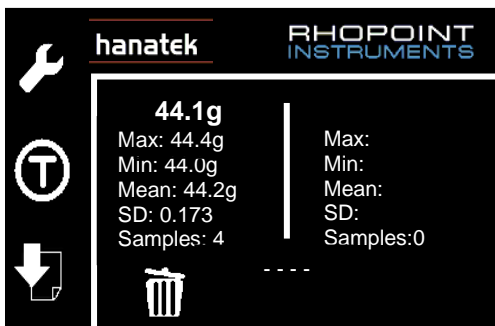 hanatek
RHOPOINT
INSTRUMENTS
T
44.1g
Max: 44.4g
Min: 44.0g
Mean: 44.2g
SD: 0.173
Samples: 4
Max:
Min:
Mean:
SD:
Samples:0
- - - -